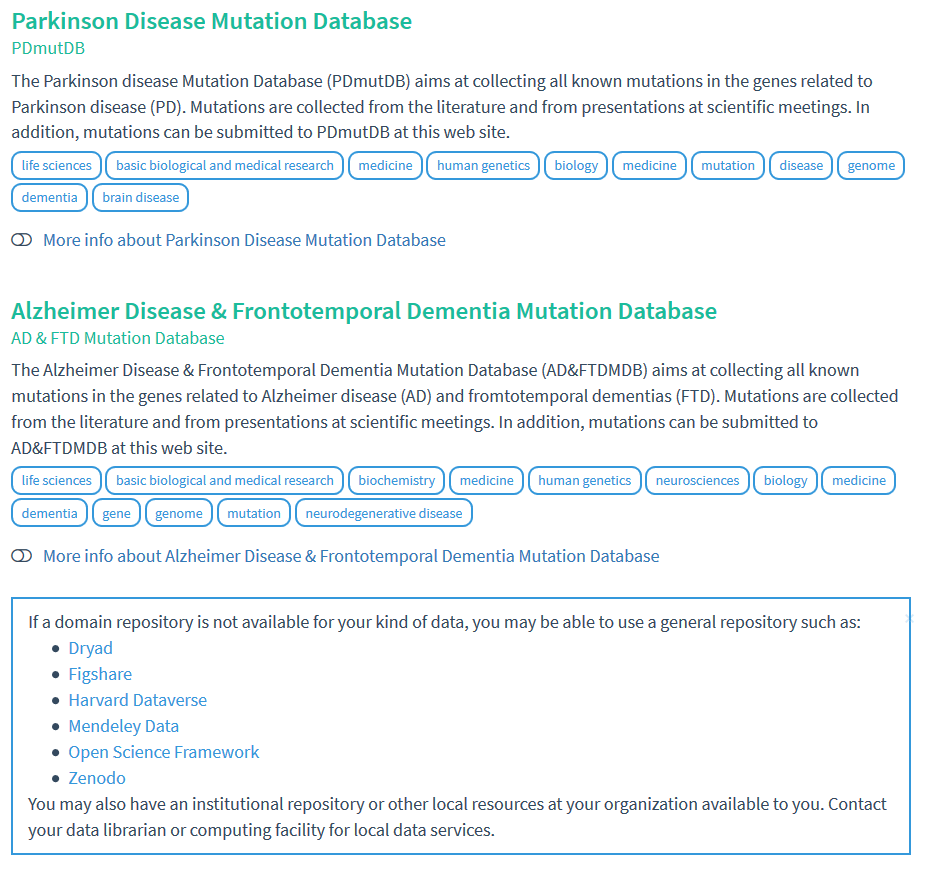 Parkinson Disease Mutation Database
PDmutDB
The Parkinson disease Mutation Database (PDmutDB) aims at collecting all known mutations in the genes related to
Parkinson disease (PD). Mutations are collected from the literature and from presentations at scientific meetings. In
addition, mutations can be submitted to PDmutDB at this web site.
life sciences basic biological and medical research medicine human genetics biology medicine mutation disease genome
dementia brain disease
More info about Parkinson Disease Mutation Database
Alzheimer Disease & Frontotemporal Dementia Mutation Database
AD & FTD Mutation Database
The Alzheimer Disease & Frontotemporal Dementia Mutation Database (AD&FTDMDB) aims at collecting all known
mutations in the genes related to Alzheimer disease (AD) and fromtotemporal dementias (FTD). Mutations are collected
from the literature and from presentations at scientific meetings. In addition, mutations can be submitted to
AD&FTDMDB at this web site.
life sciences basic biological and medical research biochemistry medicine human genetics neurosciences biology medicine
dementia gene genome mutation neurodegenerative disease
More info about Alzheimer Disease & Frontotemporal Dementia Mutation Database
If a domain repository is not available for your kind of data, you may be able to use a general repository such as:
Dryad
Figshare
Harvard Dataverse
Mendeley Data
Open Science Framework
Zenodo
You may also have an institutional repository or other local resources at your organization available to you. Contact
your data librarian or computing facility for local data services.